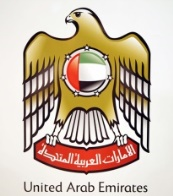 الإمارات العربية المتحدة
United Arab Emirates